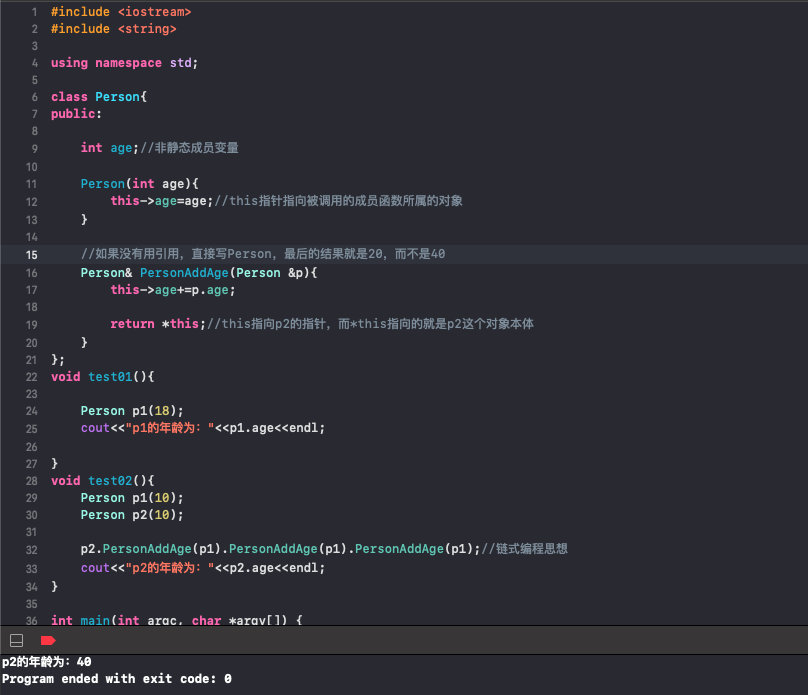 1 #include <iostream>
2 #include <string>
3
4 using namespace std;
5
6 class Person{
7 public:
8
9     int age;//非静态成员变量
10
11     Person(int age){
12         this->age=age;//this指针指向被调用的成员函数所属的对象
13     }
14
15     //如果没有用引用，直接写Person，最后的结果就是20，而不是40
16     Person& PersonAddAge(Person &p){
17         this->age+=p.age;
18
19         return *this;//this指向p2的指针，而*this指向的就是p2这个对象本体
20     }
21 };
22 void test01(){
23
24     Person p1(18);
25     cout<<"p1的年龄为："<<p1.age<<endl;
26
27 }
28 void test02(){
29     Person p1(10);
30     Person p2(10);
31
32     p2.PersonAddAge(p1).PersonAddAge(p1).PersonAddAge(p1);//链式编程思想
33     cout<<"p2的年龄为："<<p2.age<<endl;
34 }
35
36 int main(int argc, char *argv[]) {
p2的年龄为：40
Program ended with exit code: 0